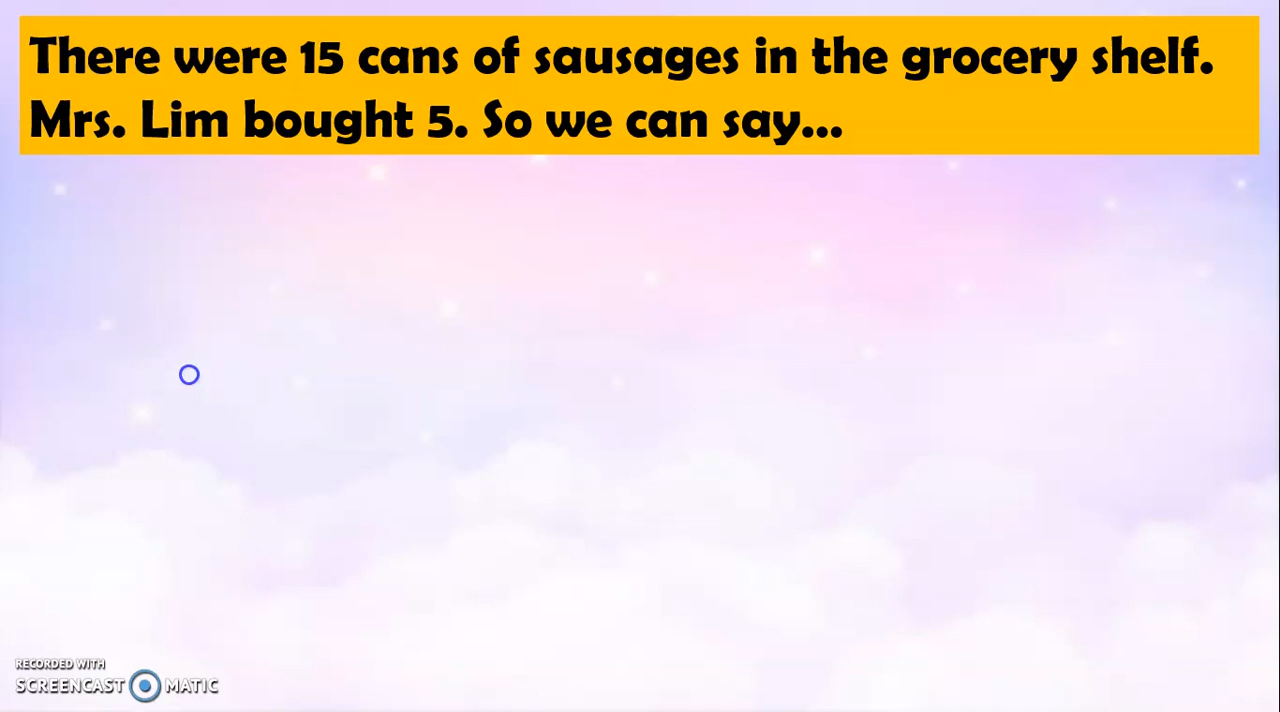 There were 15 cans of sausages in the grocery shelf.
Mrs. Lim bought 5. So we can say...
RECORDED WITH
SCREENCAST MATIC